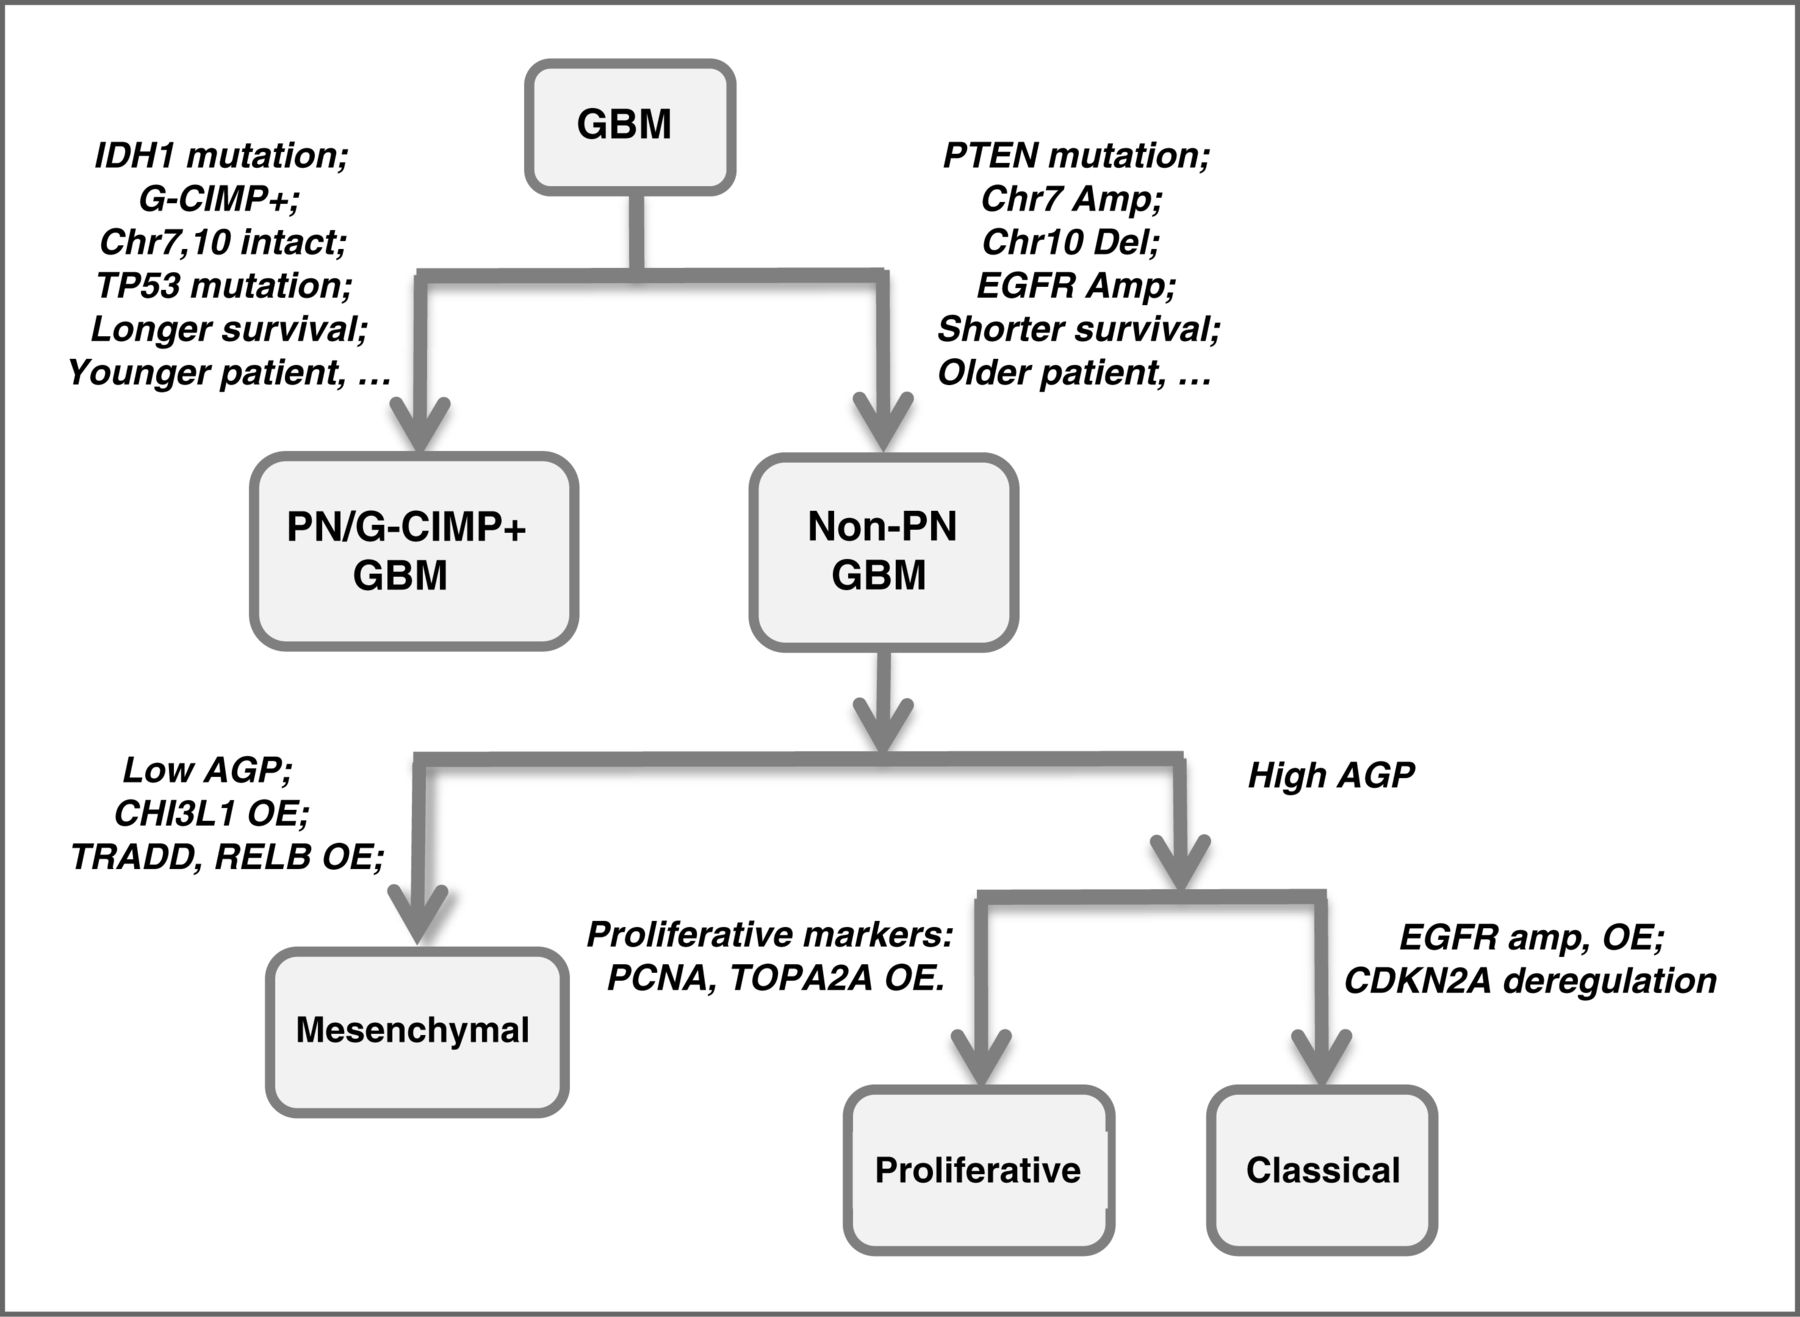 GBM
IDH1 mutation;
G-CIMP+;
Chr7,10 intact;
TP53 mutation;
Longer survival;
Younger patient, ...
PTEN mutation;
Chr7 Amp;
Chr10 Del;
EGFR Amp;
Shorter survival;
Older patient, ...
PN/G-CIMP+
GBM
Non-PN
GBM
Low AGP;
CHI3L1 OE;
TRADD, RELB OE;
High AGP
Proliferative markers:
PCNA, TOPA2A OE.
EGFR amp, OE;
CDKN2A deregulation
Mesenchymal
Proliferative
Classical